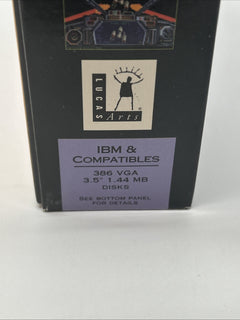 LUCAS
Arts
®
IBM &
COMPATIBLES
386 VGA
3.5" 1.44 MB
DISKS
SEE BOTTOM PANEL
FOR DETAILS